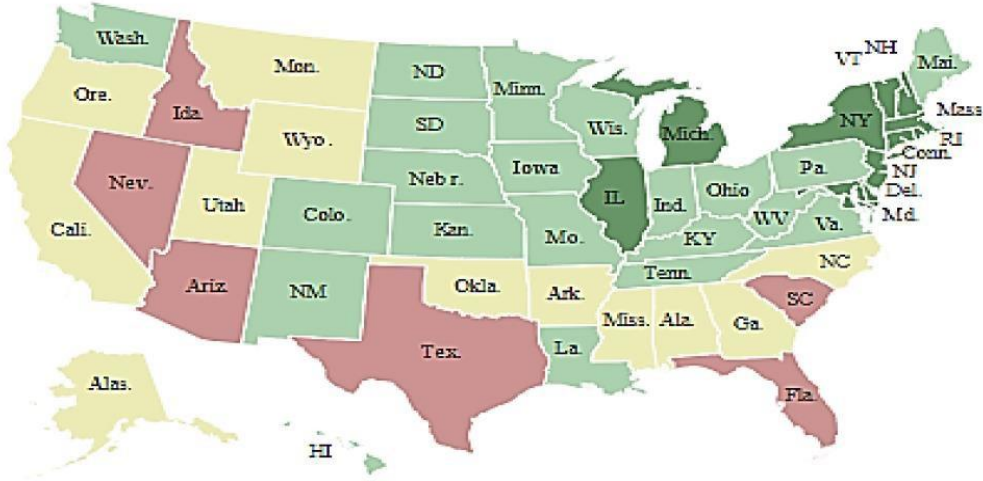 Wash.
Mon.
ND
Minn.
VT NH
Mai.
Ore.
Ida.
SD
Wis.
Mich.
NY
Mass
RI
Wyo.
Conn.
Nev.
Utah
Nebr.
Iowa
IL
Ind.
Ohio
Pa.
NJ
Del.
Md.
Cali.
Colo.
Kan.
Mo.
KY
WV
Va.
Ariz.
NM
Okla.
Ark.
Tenn.
NC
Tex.
La.
Miss.
Ala.
Ga.
SC
Fla.
Alas.
HI